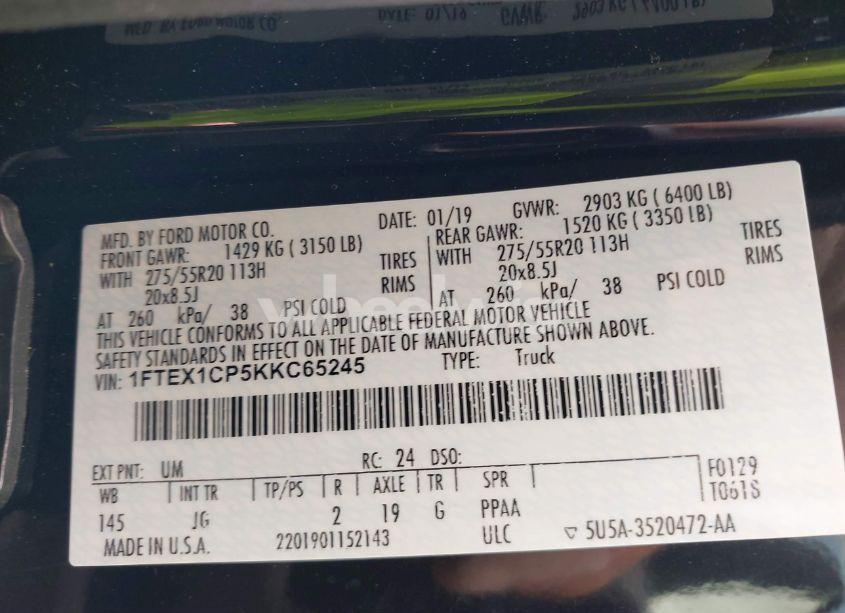 MFD. BY FORD MOTOR CO. DATE: 01/19 GVWR: 2903 KG ( 6400 LB)
FRONT GAWR: 1429 KG ( 3150 LB) REAR GAWR: 1520 KG ( 3350 LB)
WITH 275/55R20 113H TIRES WITH 275/55R20 113H TIRES
20x8.5J RIMS 20x8.5J RIMS
AT 260 kPa/ 38 PSI COLD AT 260 kPa/ 38 PSI COLD
THIS VEHICLE CONFORMS TO ALL APPLICABLE FEDERAL MOTOR VEHICLE
SAFETY STANDARDS IN EFFECT ON THE DATE OF MANUFACTURE SHOWN ABOVE.
VIN: 1FTEX1CP5KKC65245 TYPE: Truck
EXT PNT: UM RC: 24 DSO:
WB INT TR TP/PS R AXLE TR SPR F0129
145 JG 2 19 G PPAA T061S
MADE IN U.S.A. 2201901152143 ULC ▽ 5U5A-3520472-AA